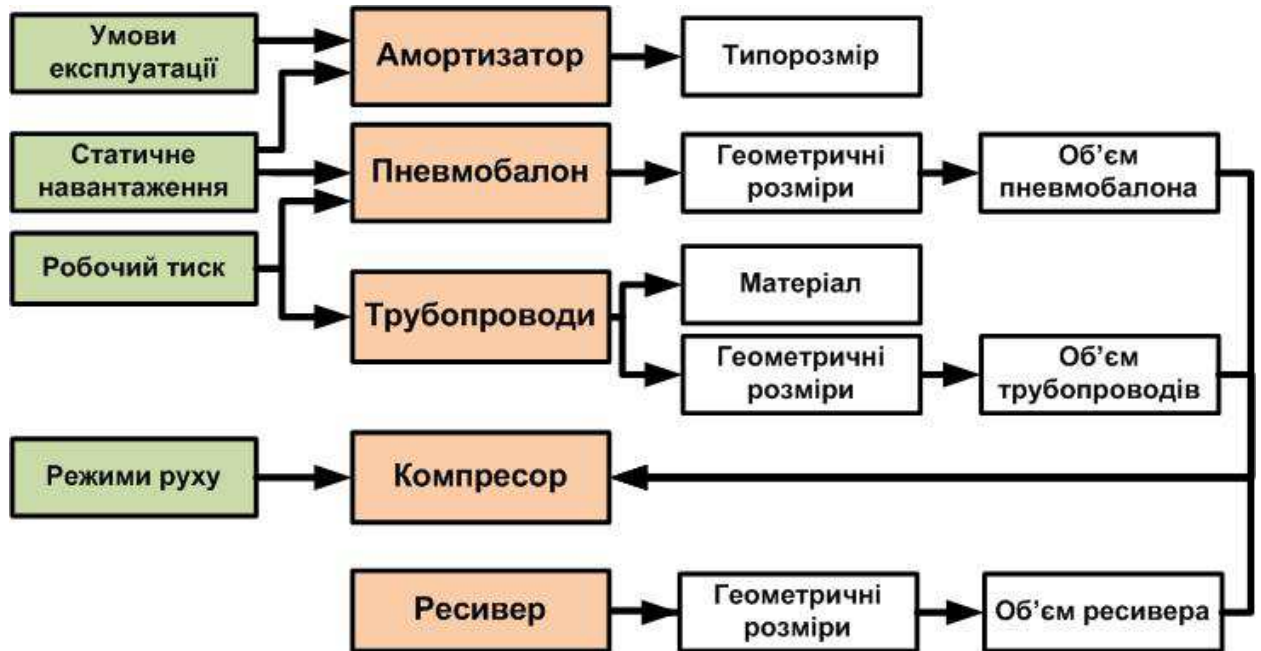 Умови
експлуатації
Амортизатор
Типорозмір
Статичне
навантаження
Пневмобалон
Геометричні
розміри
Об’єм
пневмобалона
Робочий тиск
Трубопроводи
Матеріал
Геометричні
розміри
Об’єм
трубопроводів
Режими руху
Компресор
Ресивер
Геометричні
розміри
Об’єм ресивера